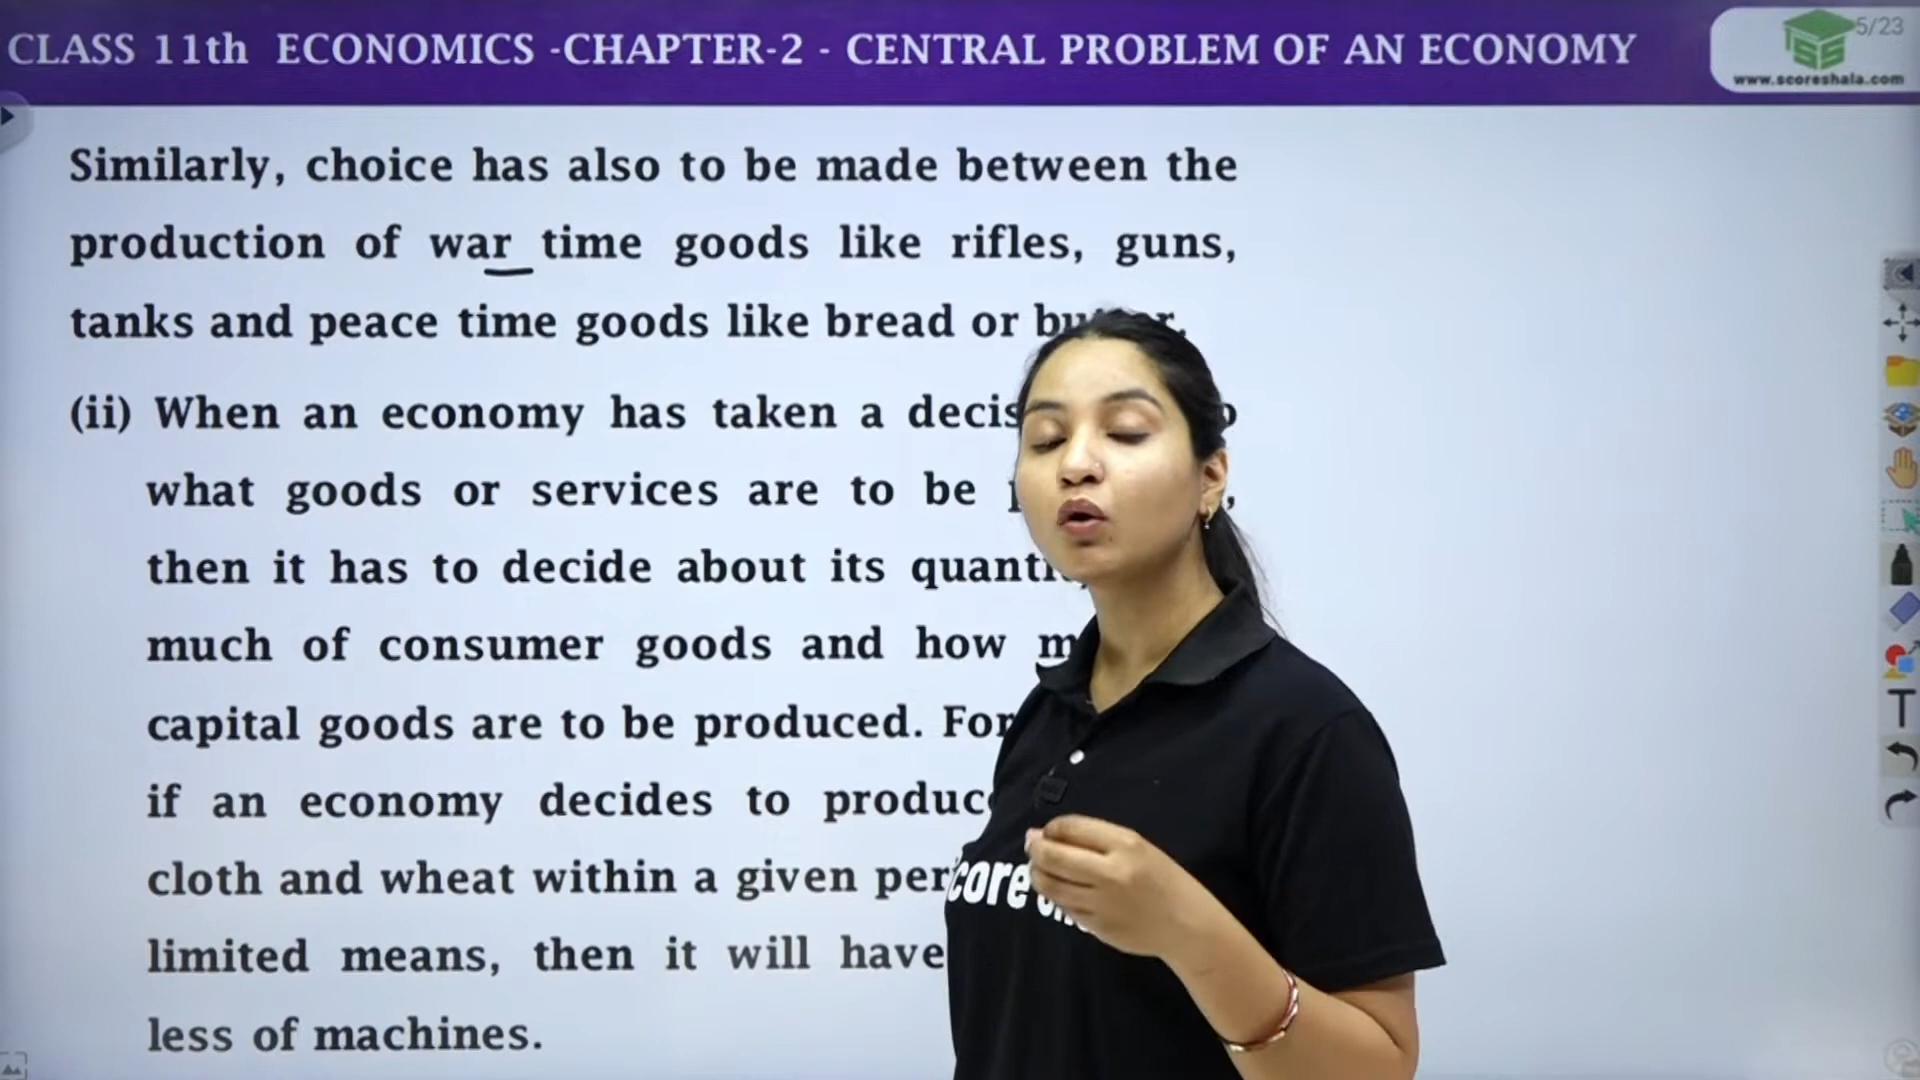 CLASS 11th ECONOMICS -CHAPTER-2 - CENTRAL PROBLEM OF AN ECONOMY
5/23
www.scoreshala.com
Similarly, choice has also to be made between the
production of war time goods like rifles, guns,
tanks and peace time goods like bread or
(ii) When an economy has taken a
what goods or services are to be
then it has to decide about its
much of consumer goods and how
capital goods are to be produced. For
if an economy decides to
cloth and wheat within a given
limited means, then it will have
less of machines.
core